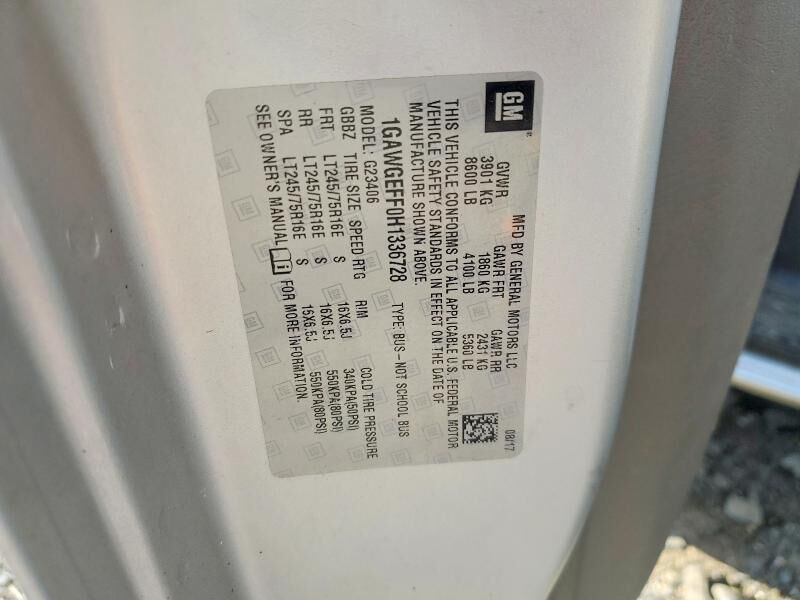 GM
MFD BY GENERAL MOTORS LLC 08/17
GVWR GAWR FRT GAWR RR
3901 KG 1860 KG 2431 KG
8600 LB 4100 LB 5360 LB
THIS VEHICLE CONFORMS TO ALL APPLICABLE U.S. FEDERAL MOTOR
VEHICLE SAFETY STANDARDS IN EFFECT ON THE DATE OF
MANUFACTURE SHOWN ABOVE.
1GAWGEFF0H1336728 TYPE: BUS–NOT SCHOOL BUS
MODEL: G23406
GBBZ TIRE SIZE SPEED RTG RIM COLD TIRE PRESSURE
FRT LT245/75R16E S 16X6.5J 340KPA(50PSI)
RR LT245/75R16E S 16X6.5J 550KPA(80PSI)
SPA LT245/75R16E S 16X6.5J 550KPA(80PSI)
SEE OWNER'S MANUAL FOR MORE INFORMATION.